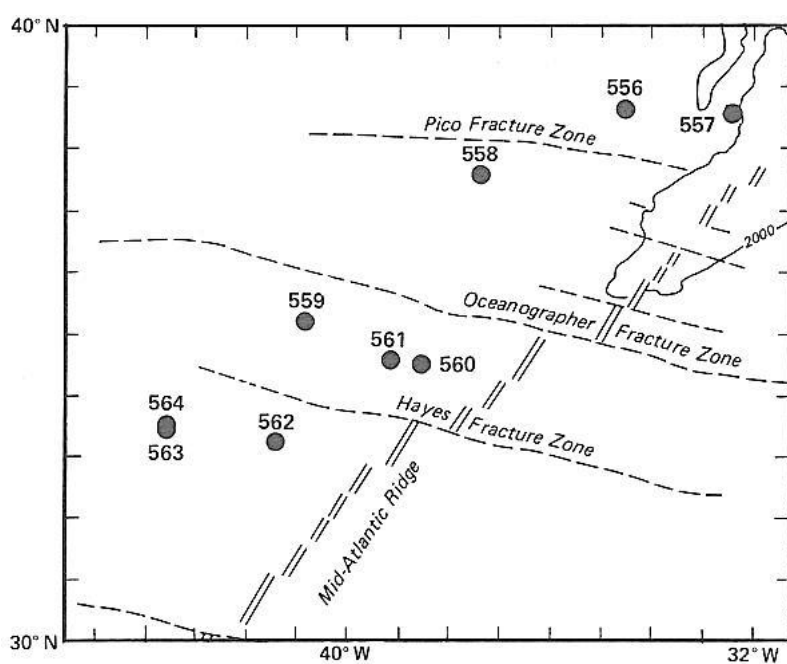 40° N
556
557
Pico Fracture Zone
558
2000
559
Oceanographer
Fracture Zone
561
560
564
563
562
Hayes
Fracture Zone
Mid-Atlantic Ridge
30° N
40° W
32° W